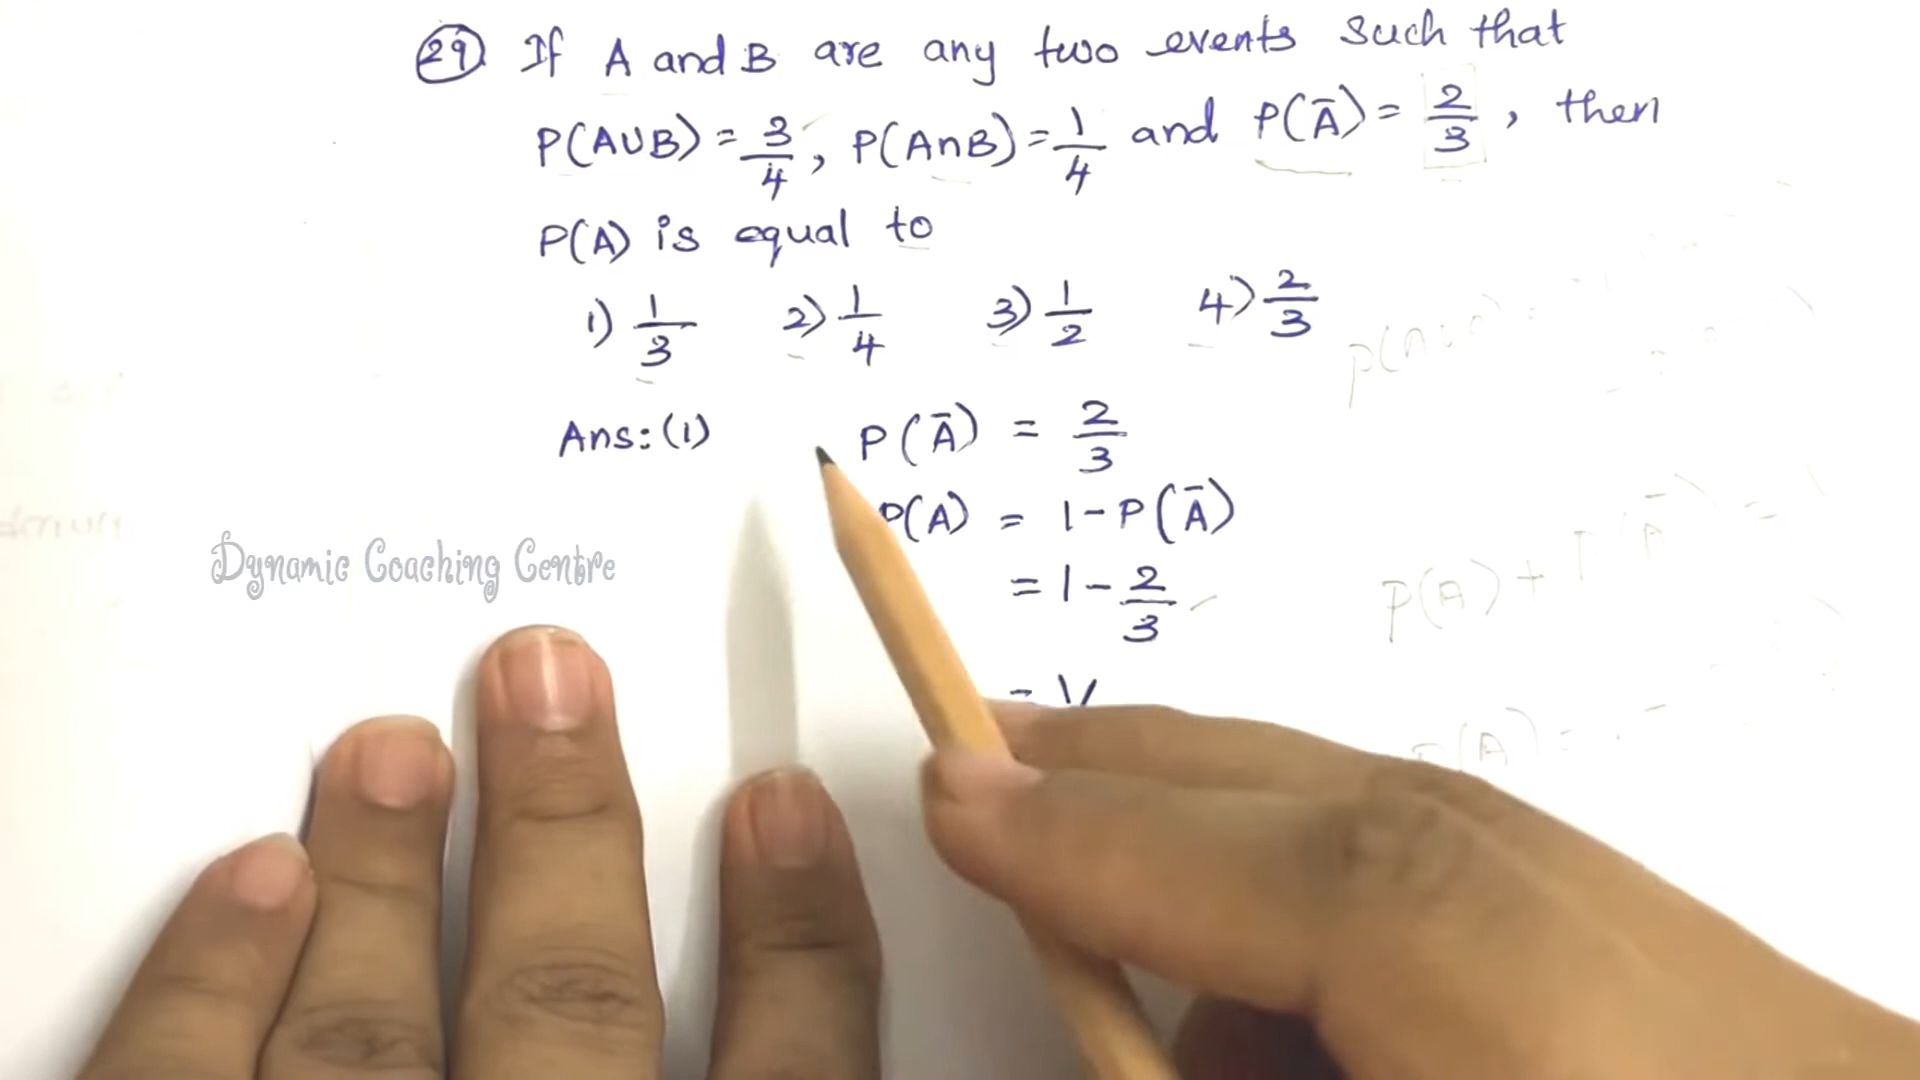 29 If A and B are any two events such that
P(A∪B) = 3/4, P(A∩B) = 1/4 and P(Ā) = 2/3, then
P(A) is equal to
1) 1/3 2) 1/4 3) 1/2 4) 2/3
Ans: (1) P(Ā) = 2/3
P(A) = 1 - P(Ā)
Dynamic Coaching Centre
= 1 - 2/3
P(A) +